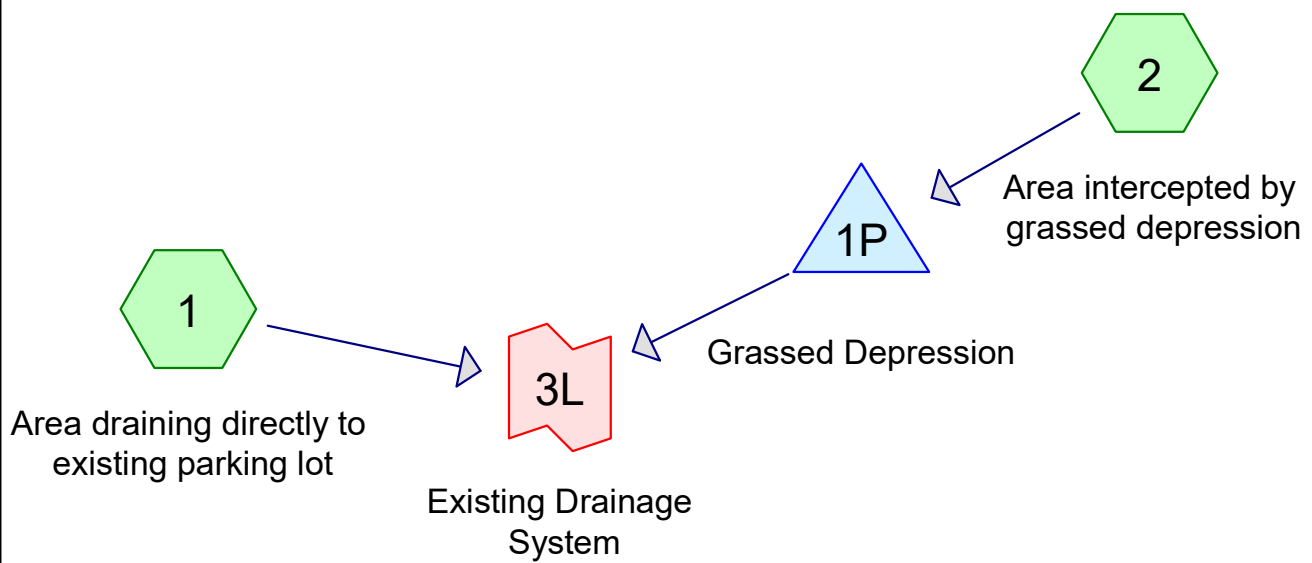 2
Area intercepted by
grassed depression
1P
Grassed Depression
1
Area draining directly to
existing parking lot
3L
Existing Drainage
System